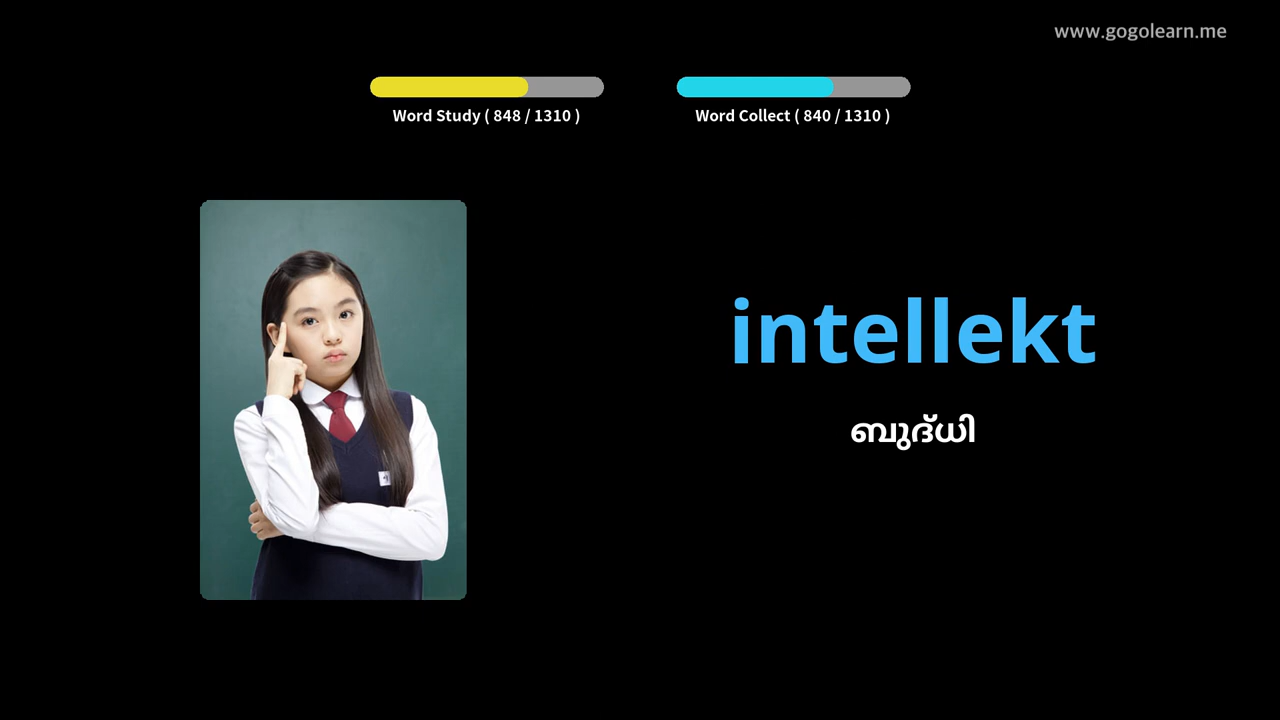 www.gogolearn.me
Word Study ( 848 / 1310 )
Word Collect ( 840 / 1310 )
intellekt
ബുദ്ധി